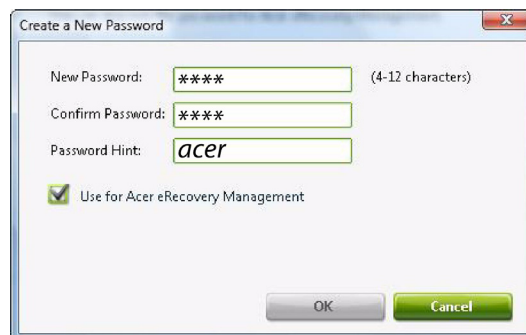 Create a New Password
New Password: **** (4-12 characters)
Confirm Password: ****
Password Hint: acer
Use for Acer eRecovery Management
OK Cancel